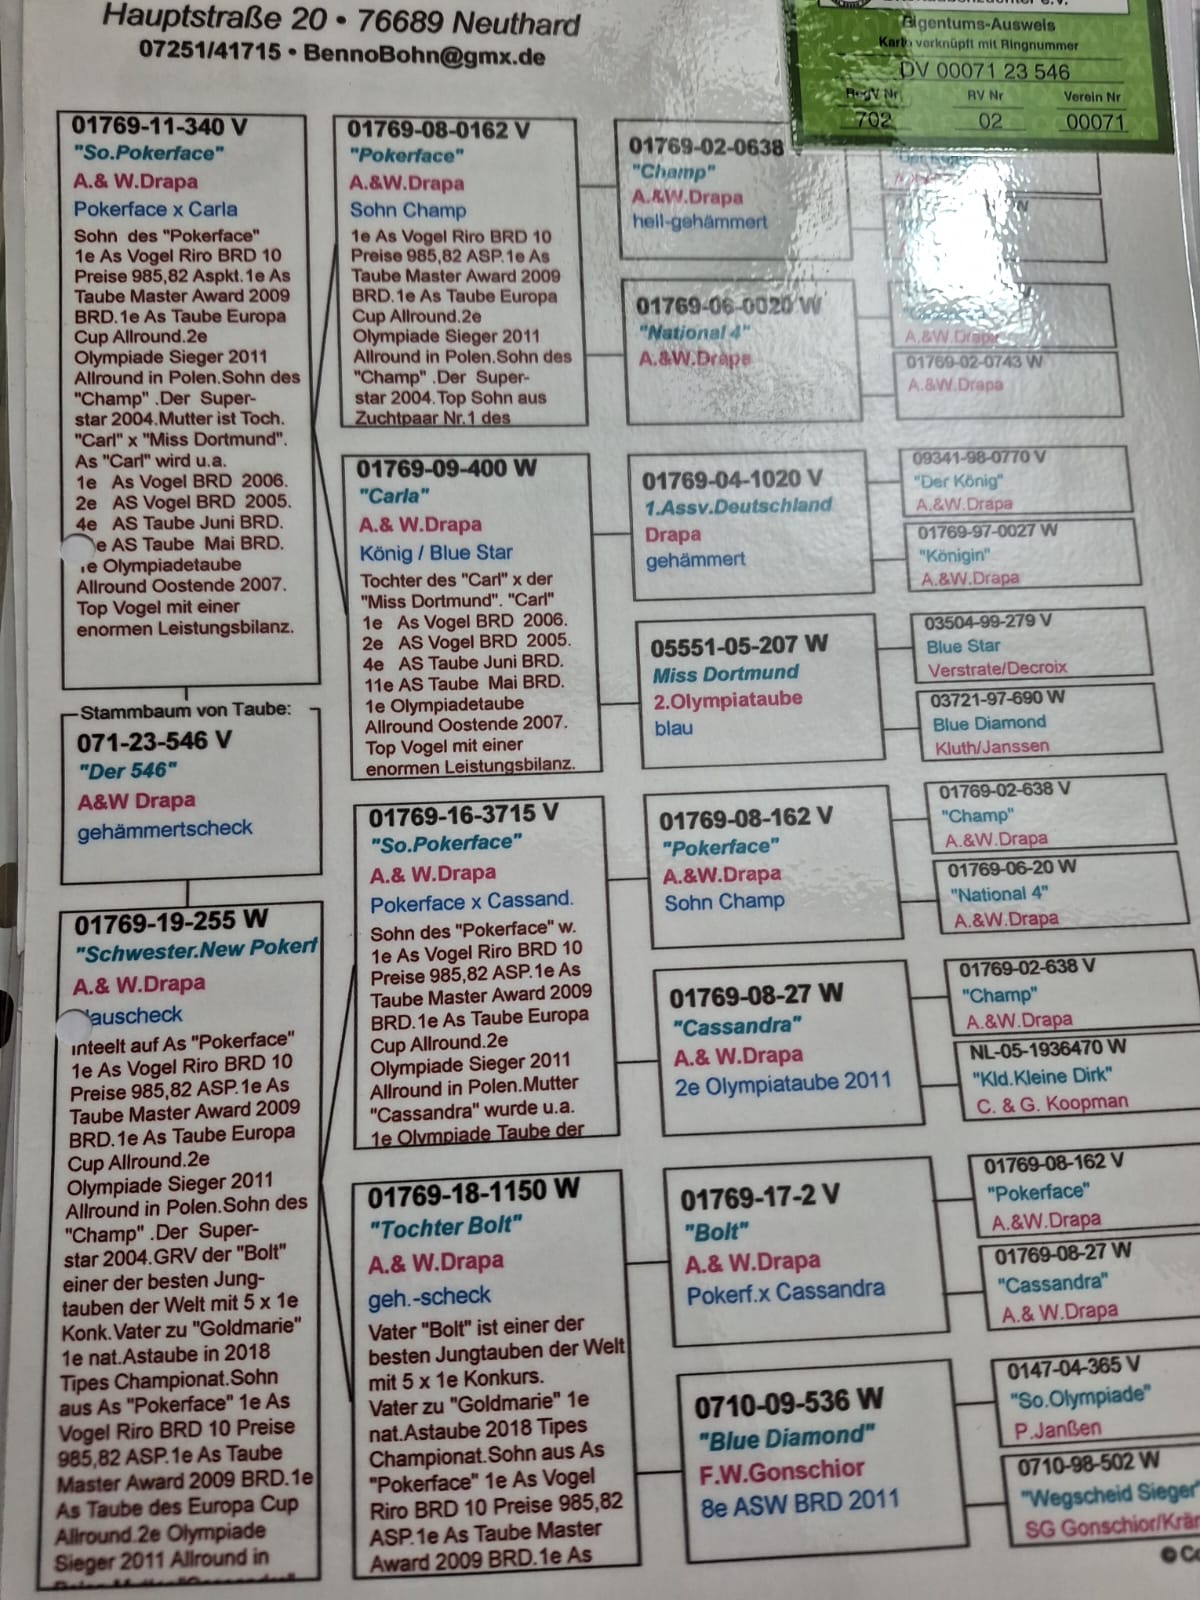 Hauptstraße 20 • 76689 Neuthard
07251/41715 • BennoBohn@gmx.de
Eigentums-Ausweis
Karte verknüpft mit Ringnummer
DV 00071 23 546
RegV Nr.
RV Nr
Verein Nr
702
02
00071
01769-11-340 V
"So.Pokerface"
A.& W.Drapa
Pokerface x Carla
Sohn des "Pokerface"
1e As Vogel Riro BRD 10
Preise 985,82 Aspkt.1e As
Taube Master Award 2009
BRD.1e As Taube Europa
Cup Allround.2e
Olympiade Sieger 2011
Allround in Polen.Sohn des
"Champ" .Der Super-
star 2004.Mutter ist Toch.
"Carl" x "Miss Dortmund".
As "Carl" wird u.a.
1e As Vogel BRD 2006.
2e AS Vogel BRD 2005.
4e AS Taube Juni BRD.
e AS Taube Mai BRD.
1e Olympiadetaube
Allround Oostende 2007.
Top Vogel mit einer
enormen Leistungsbilanz.
Stammbaum von Taube:
071-23-546 V
"Der 546"
A&W Drapa
gehämmertscheck
01769-19-255 W
"Schwester.New Pokerf
A.& W.Drapa
lauscheck
Inteelt auf As "Pokerface"
1e As Vogel Riro BRD 10
Preise 985,82 ASP.1e As
Taube Master Award 2009
BRD.1e As Taube Europa
Cup Allround.2e
Olympiade Sieger 2011
Allround in Polen.Sohn des
"Champ" .Der Super-
star 2004.GRV der "Bolt"
einer der besten Jung-
tauben der Welt mit 5 x 1e
Konk.Vater zu "Goldmarie"
1e nat.Astaube in 2018
Tipes Championat.Sohn
aus As "Pokerface" 1e As
Vogel Riro BRD 10 Preise
985,82 ASP.1e As Taube
Master Award 2009 BRD.1e
As Taube des Europa Cup
Allround.2e Olympiade
Sieger 2011 Allround in
01769-08-0162 V
"Pokerface"
A.&W.Drapa
Sohn Champ
1e As Vogel Riro BRD 10
Preise 985,82 ASP.1e As
Taube Master Award 2009
BRD.1e As Taube Europa
Cup Allround.2e
Olympiade Sieger 2011
Allround in Polen.Sohn des
"Champ" .Der Super-
star 2004.Top Sohn aus
Zuchtpaar Nr.1 des
01769-09-400 W
"Carla"
A.& W.Drapa
König / Blue Star
Tochter des "Carl" x der
"Miss Dortmund". "Carl"
1e As Vogel BRD 2006.
2e AS Vogel BRD 2005.
4e AS Taube Juni BRD.
11e AS Taube Mai BRD.
1e Olympiadetaube
Allround Oostende 2007.
Top Vogel mit einer
enormen Leistungsbilanz.
01769-16-3715 V
"So.Pokerface"
A.& W.Drapa
Pokerface x Cassand.
Sohn des "Pokerface" w.
1e As Vogel Riro BRD 10
Preise 985,82 ASP.1e As
Taube Master Award 2009
BRD.1e As Taube Europa
Cup Allround.2e
Olympiade Sieger 2011
Allround in Polen.Mutter
"Cassandra" wurde u.a.
1e Olympiade Taube der
01769-18-1150 W
"Tochter Bolt"
A.& W.Drapa
geh.-scheck
Vater "Bolt" ist einer der
besten Jungtauben der Welt
mit 5 x 1e Konkurs.
Vater zu "Goldmarie" 1e
nat.Astaube 2018 Tipes
Championat.Sohn aus As
"Pokerface" 1e As Vogel
Riro BRD 10 Preise 985,82
ASP.1e As Taube Master
Award 2009 BRD.1e As
01769-02-0638
"Champ"
A.&W.Drapa
hell-gehämmert
01769-06-0020 W
"National 4"
A.&W.Drapa
01769-04-1020 V
1.Assv.Deutschland
Drapa
gehämmert
05551-05-207 W
Miss Dortmund
2.Olympiataube
blau
01769-08-162 V
"Pokerface"
A.&W.Drapa
Sohn Champ
01769-08-27 W
"Cassandra"
A.& W.Drapa
2e Olympiataube 2011
01769-17-2 V
"Bolt"
A.& W.Drapa
Pokerf.x Cassandra
0710-09-536 W
"Blue Diamond"
F.W.Gonschior
8e ASW BRD 2011
A.&W.Drapa
01769-02-0743 W
A.&W.Drapa
09341-98-0770 V
"Der König"
A.&W.Drapa
01769-97-0027 W
"Königin"
A.&W.Drapa
03504-99-279 V
Blue Star
Verstrate/Decroix
03721-97-690 W
Blue Diamond
Kluth/Janssen
01769-02-638 V
"Champ"
A.&W.Drapa
01769-06-20 W
"National 4"
A.&W.Drapa
01769-02-638 V
"Champ"
A.&W.Drapa
NL-05-1936470 W
"Kld.Kleine Dirk"
C. & G. Koopman
01769-08-162 V
"Pokerface"
A.&W.Drapa
01769-08-27 W
"Cassandra"
A.& W.Drapa
0147-04-365 V
"So.Olympiade"
P.Janßen
0710-98-502 W
"Wegscheid Sieger"
SG Gonschior/Krä